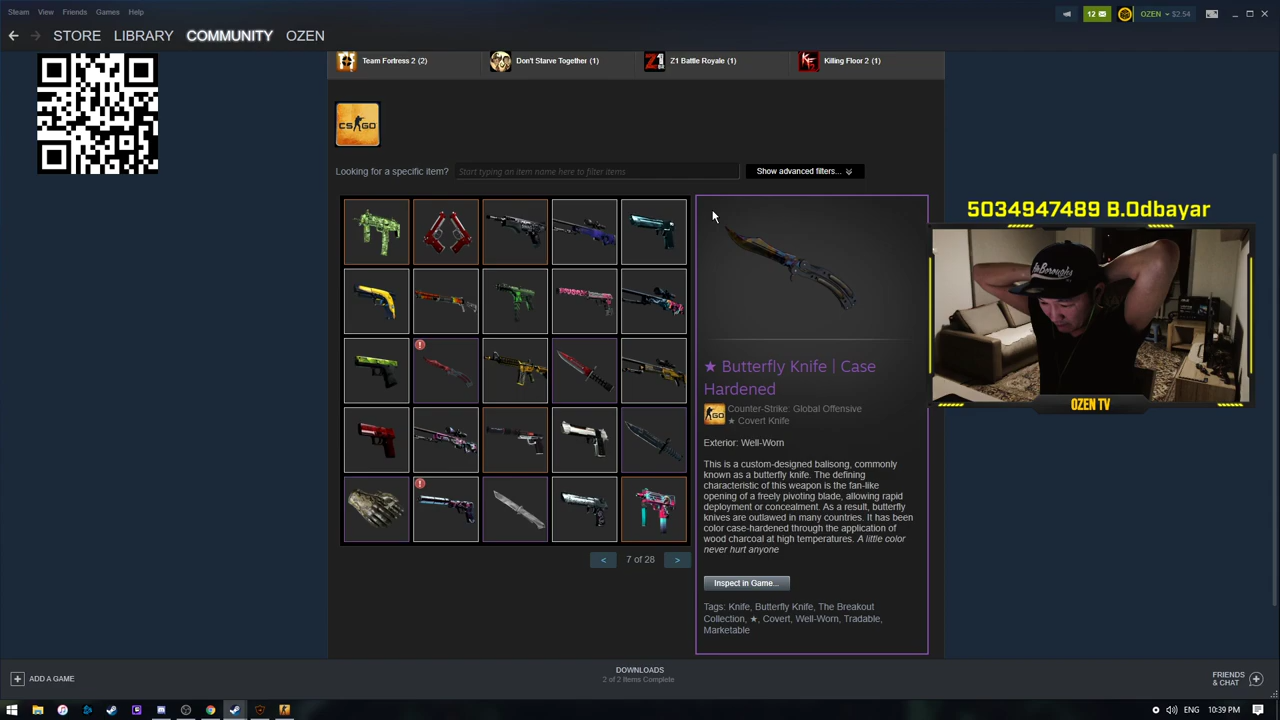 Steam View Friends Games Help
12 OZEN $2.54
STORE LIBRARY COMMUNITY OZEN
Team Fortress 2 (2) Don't Starve Together (1) Z1 Battle Royale (1) Killing Floor 2 (1)
CS GO
Looking for a specific item? Start typing an item name here to filter items Show advanced filters...
5034947489 B.Odbayar
★ Butterfly Knife | Case
Hardened
Counter-Strike: Global Offensive
★ Covert Knife
Exterior: Well-Worn
This is a custom-designed balisong, commonly
known as a butterfly knife. The defining
characteristic of this weapon is the fan-like
opening of a freely pivoting blade, allowing rapid
deployment or concealment. As a result, butterfly
knives are outlawed in many countries. It has been
color case-hardened through the application of
wood charcoal at high temperatures. A little color
never hurt anyone
< 7 of 28 >
Inspect in Game...
Tags: Knife, Butterfly Knife, The Breakout
Collection, ★, Covert, Well-Worn, Tradable,
Marketable
OZEN TV
ADD A GAME
DOWNLOADS
2 of 2 Items Complete
FRIENDS
& CHAT
ENG 10:39 PM